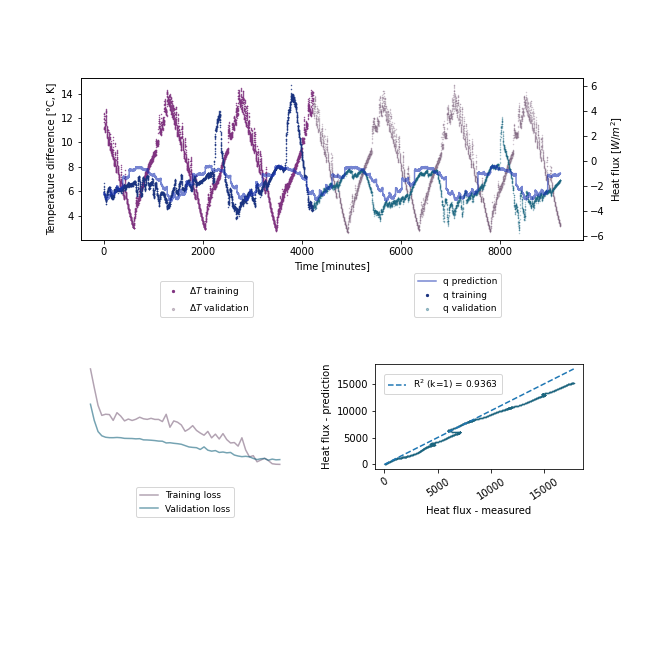 14
12
10
8
6
4
Temperature difference [°C, K]
6
4
2
0
−2
−4
−6
Heat flux [W/m²]
0
2000
4000
6000
8000
Time [minutes]
ΔT training
ΔT validation
q prediction
q training
q validation
Training loss
Validation loss
R² (k=1) = 0.9363
15000
10000
5000
0
Heat flux - prediction
0
5000
10000
15000
Heat flux - measured